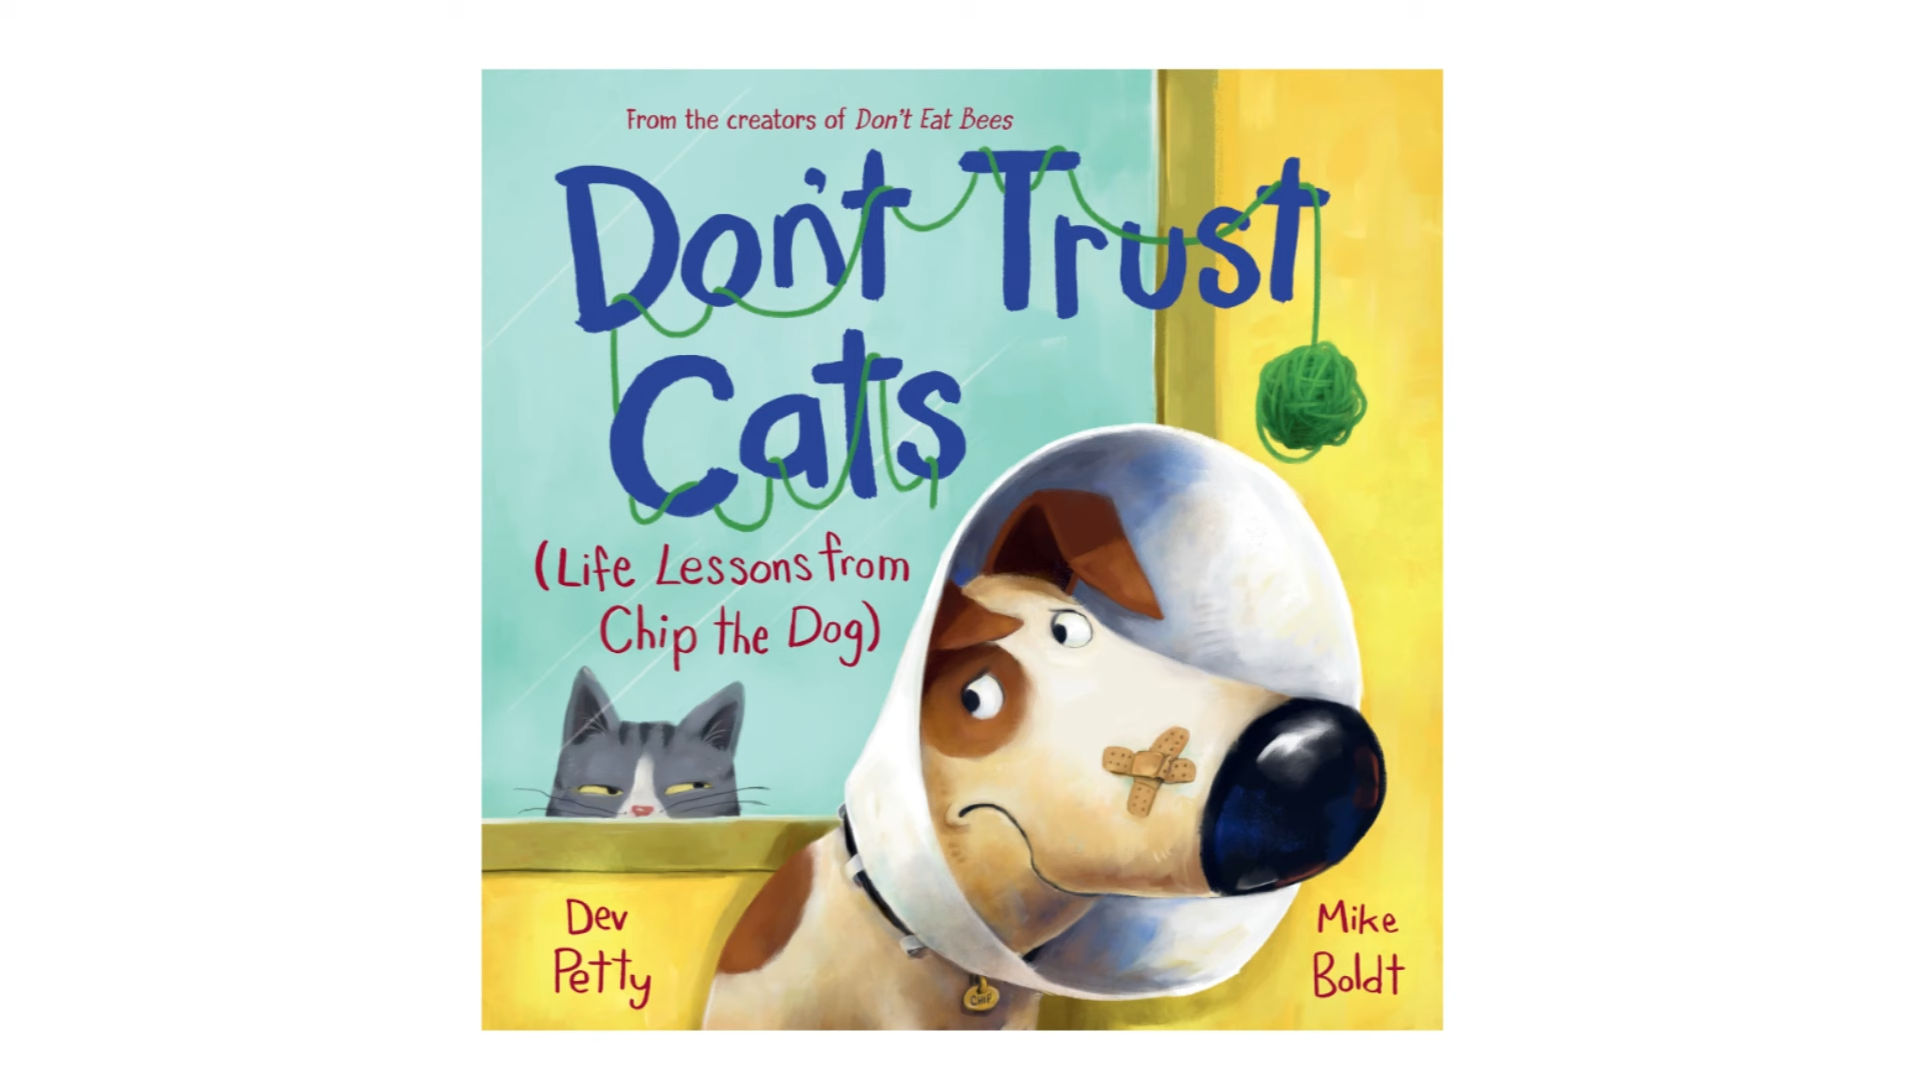 From the creators of Don't Eat Bees
Don't Trust
Cats
(Life Lessons from
Chip the Dog)
Dev
Petty
Mike
Boldt
CHIP